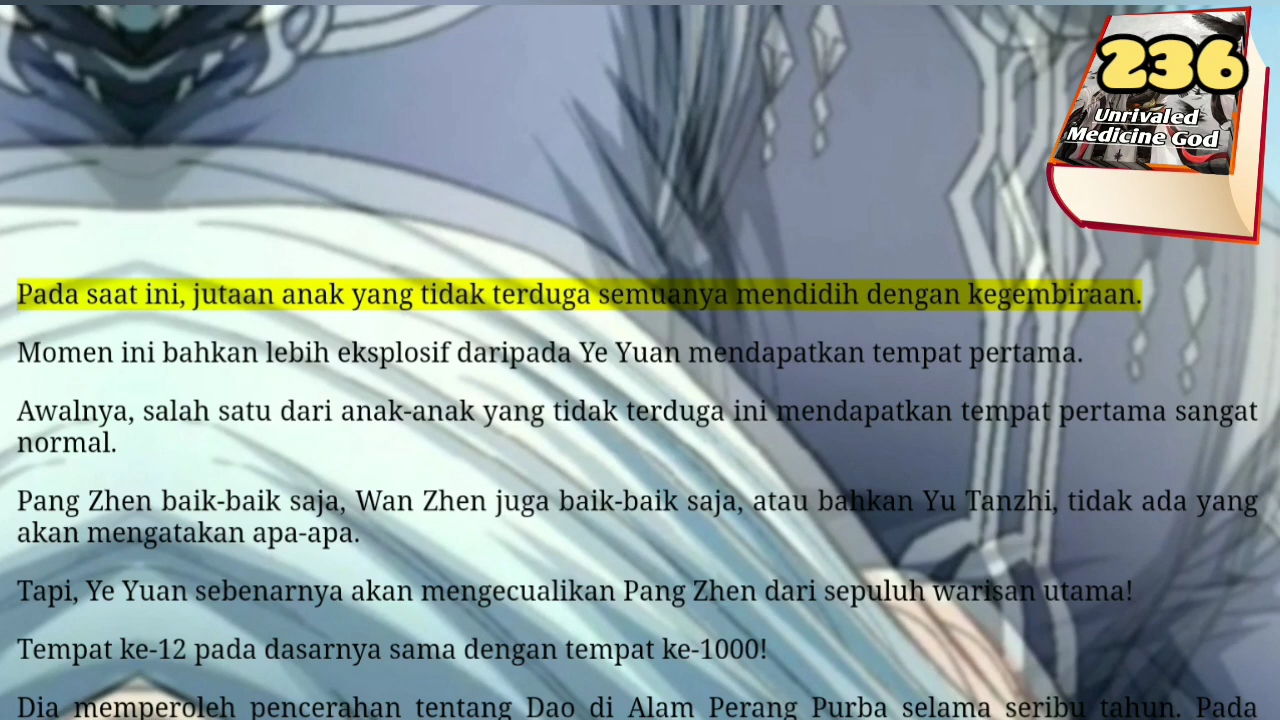 236
Unrivaled
Medicine God
Pada saat ini, jutaan anak yang tidak terduga semuanya mendidih dengan kegembiraan.
Momen ini bahkan lebih eksplosif daripada Ye Yuan mendapatkan tempat pertama.
Awalnya, salah satu dari anak-anak yang tidak terduga ini mendapatkan tempat pertama sangat
normal.
Pang Zhen baik-baik saja, Wan Zhen juga baik-baik saja, atau bahkan Yu Tanzhi, tidak ada yang
akan mengatakan apa-apa.
Tapi, Ye Yuan sebenarnya akan mengecualikan Pang Zhen dari sepuluh warisan utama!
Tempat ke-12 pada dasarnya sama dengan tempat ke-1000!
Dia memperoleh pencerahan tentang Dao di Alam Perang Purba selama seribu tahun. Pada